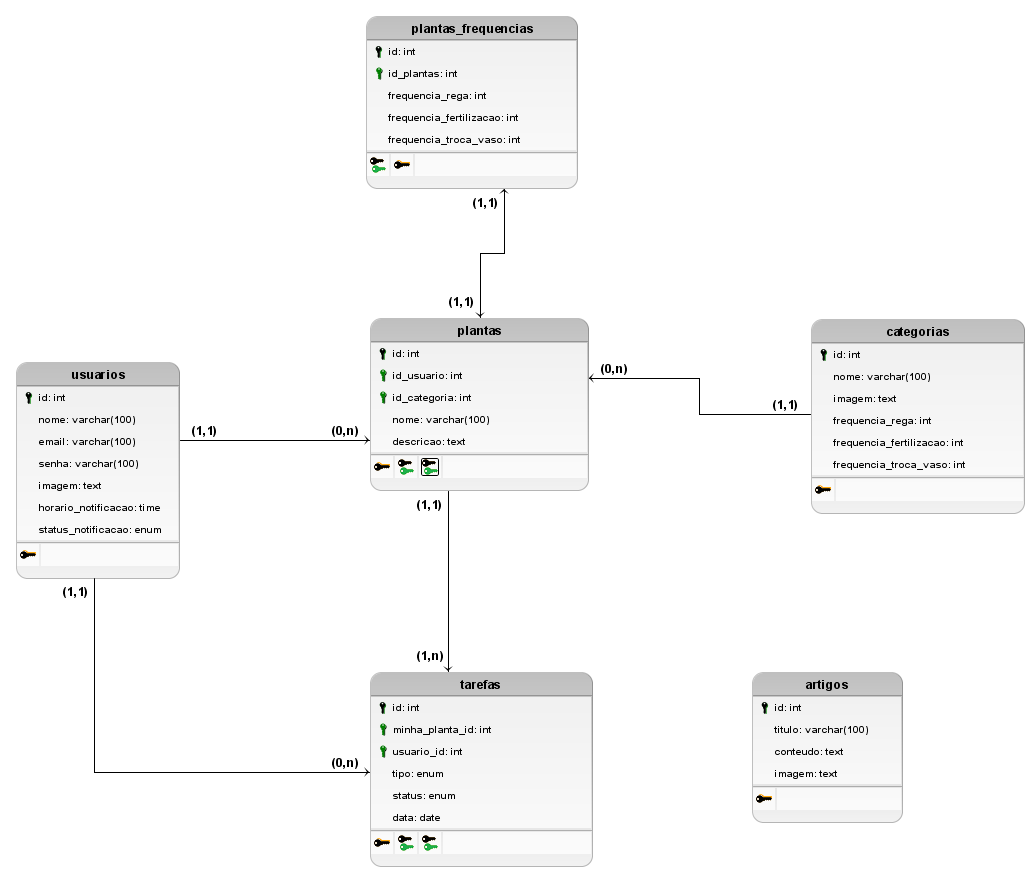 plantas_frequencias
id: int
id_plantas: int
frequencia_rega: int
frequencia_fertilizacao: int
frequencia_troca_vaso: int
(1,1)
(1,1)
plantas
id: int
id_usuario: int
id_categoria: int
nome: varchar(100)
descricao: text
categorias
id: int
nome: varchar(100)
imagem: text
frequencia_rega: int
frequencia_fertilizacao: int
frequencia_troca_vaso: int
(0,n)
(1,1)
usuarios
id: int
nome: varchar(100)
email: varchar(100)
senha: varchar(100)
imagem: text
horario_notificacao: time
status_notificacao: enum
(1,1)
(0,n)
(1,1)
(1,n)
(1,1)
(0,n)
tarefas
id: int
minha_planta_id: int
usuario_id: int
tipo: enum
status: enum
data: date
artigos
id: int
titulo: varchar(100)
conteudo: text
imagem: text